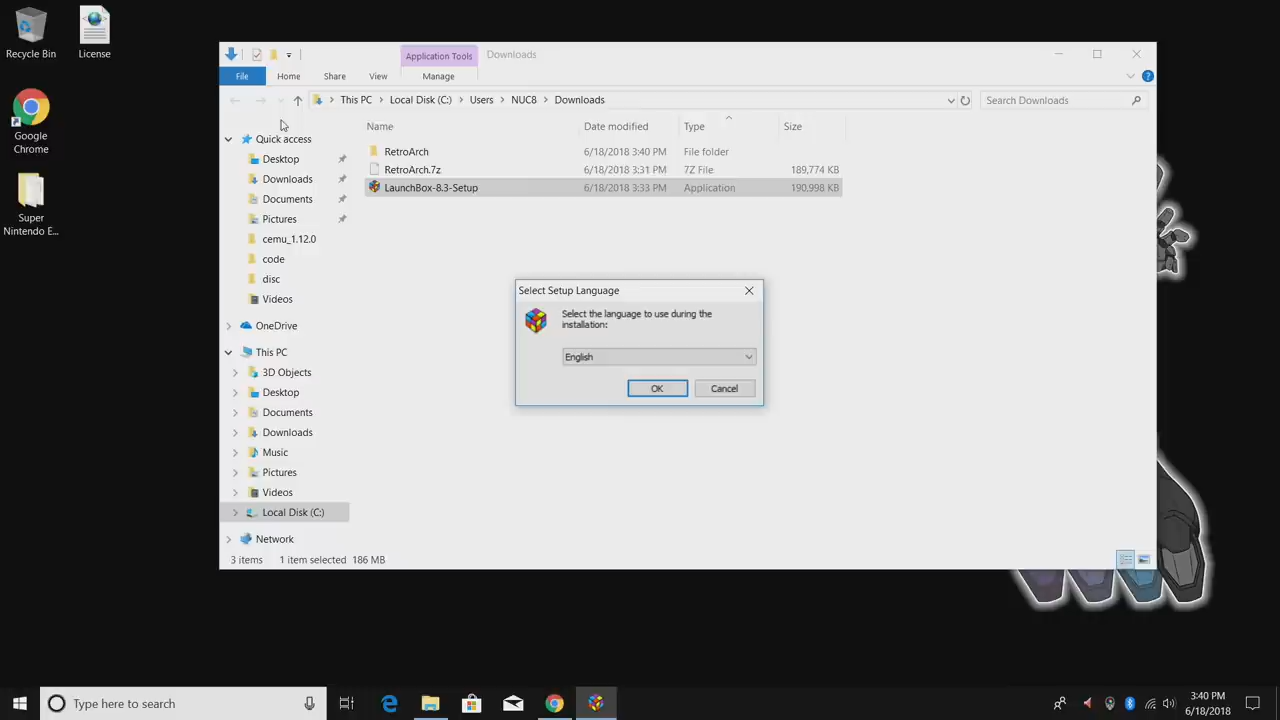 Recycle Bin
License
Google
Chrome
Super
Nintendo E...
Application Tools
Downloads
File
Home
Share
View
Manage
This PC
Local Disk (C:)
Users
NUC8
Downloads
Search Downloads
Name
Date modified
Type
Size
RetroArch
6/18/2018 3:40 PM
File folder
RetroArch.7z
6/18/2018 3:31 PM
7Z File
189,774 KB
LaunchBox-8.3-Setup
6/18/2018 3:33 PM
Application
190,998 KB
Quick access
Desktop
Downloads
Documents
Pictures
cemu_1.12.0
code
disc
Videos
OneDrive
This PC
3D Objects
Desktop
Documents
Downloads
Music
Pictures
Videos
Local Disk (C:)
Network
3 items
1 item selected
186 MB
Select Setup Language
Select the language to use during the
installation:
English
OK
Cancel
Type here to search
3:40 PM
6/18/2018